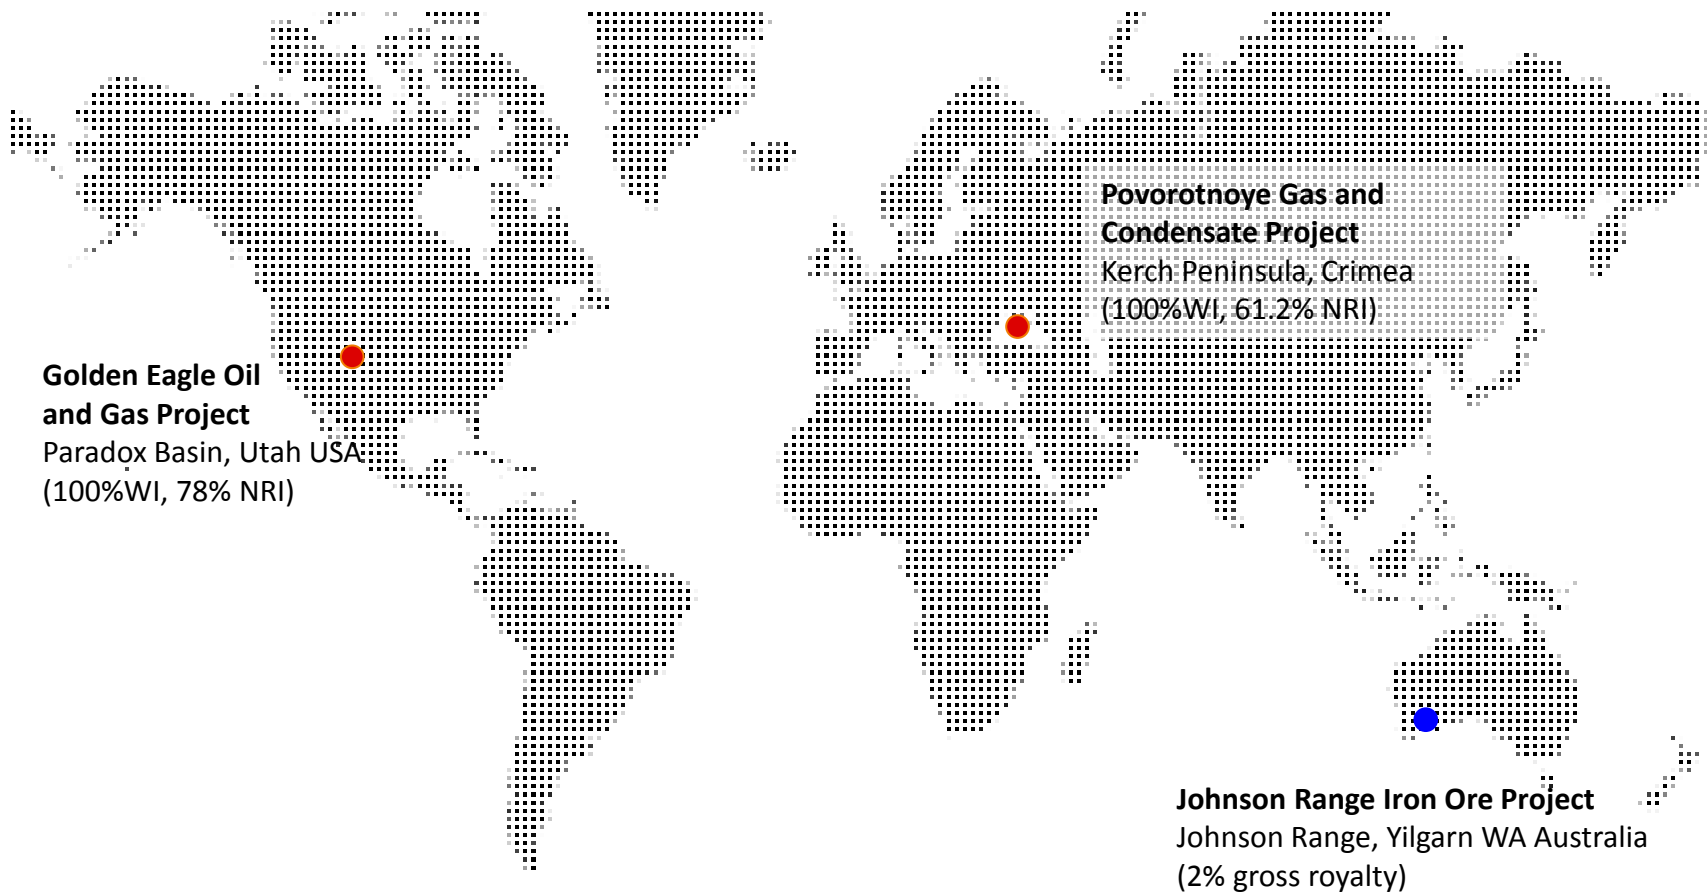 Povorotnoye Gas and
Condensate Project
Kerch Peninsula, Crimea
(100%WI, 61.2% NRI)
Golden Eagle Oil
and Gas Project
Paradox Basin, Utah USA
(100%WI, 78% NRI)
Johnson Range Iron Ore Project
Johnson Range, Yilgarn WA Australia
(2% gross royalty)